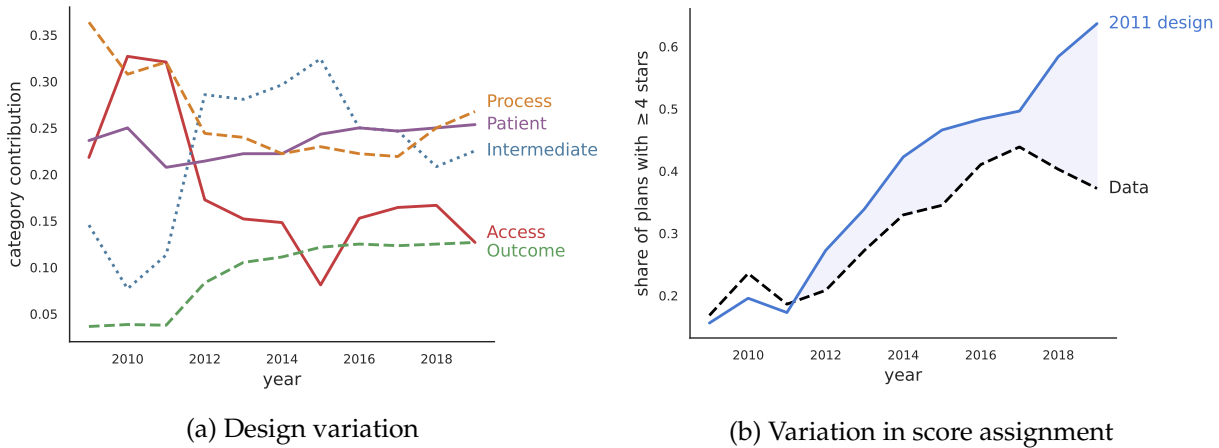 category contribution
0.35
0.30
0.25
0.20
0.15
0.10
0.05
Process
Patient
Intermediate
Access
Outcome
2010 2012 2014 2016 2018
year
(a) Design variation
share of plans with ≥ 4 stars
0.6
0.5
0.4
0.3
0.2
2011 design
Data
2010 2012 2014 2016 2018
year
(b) Variation in score assignment